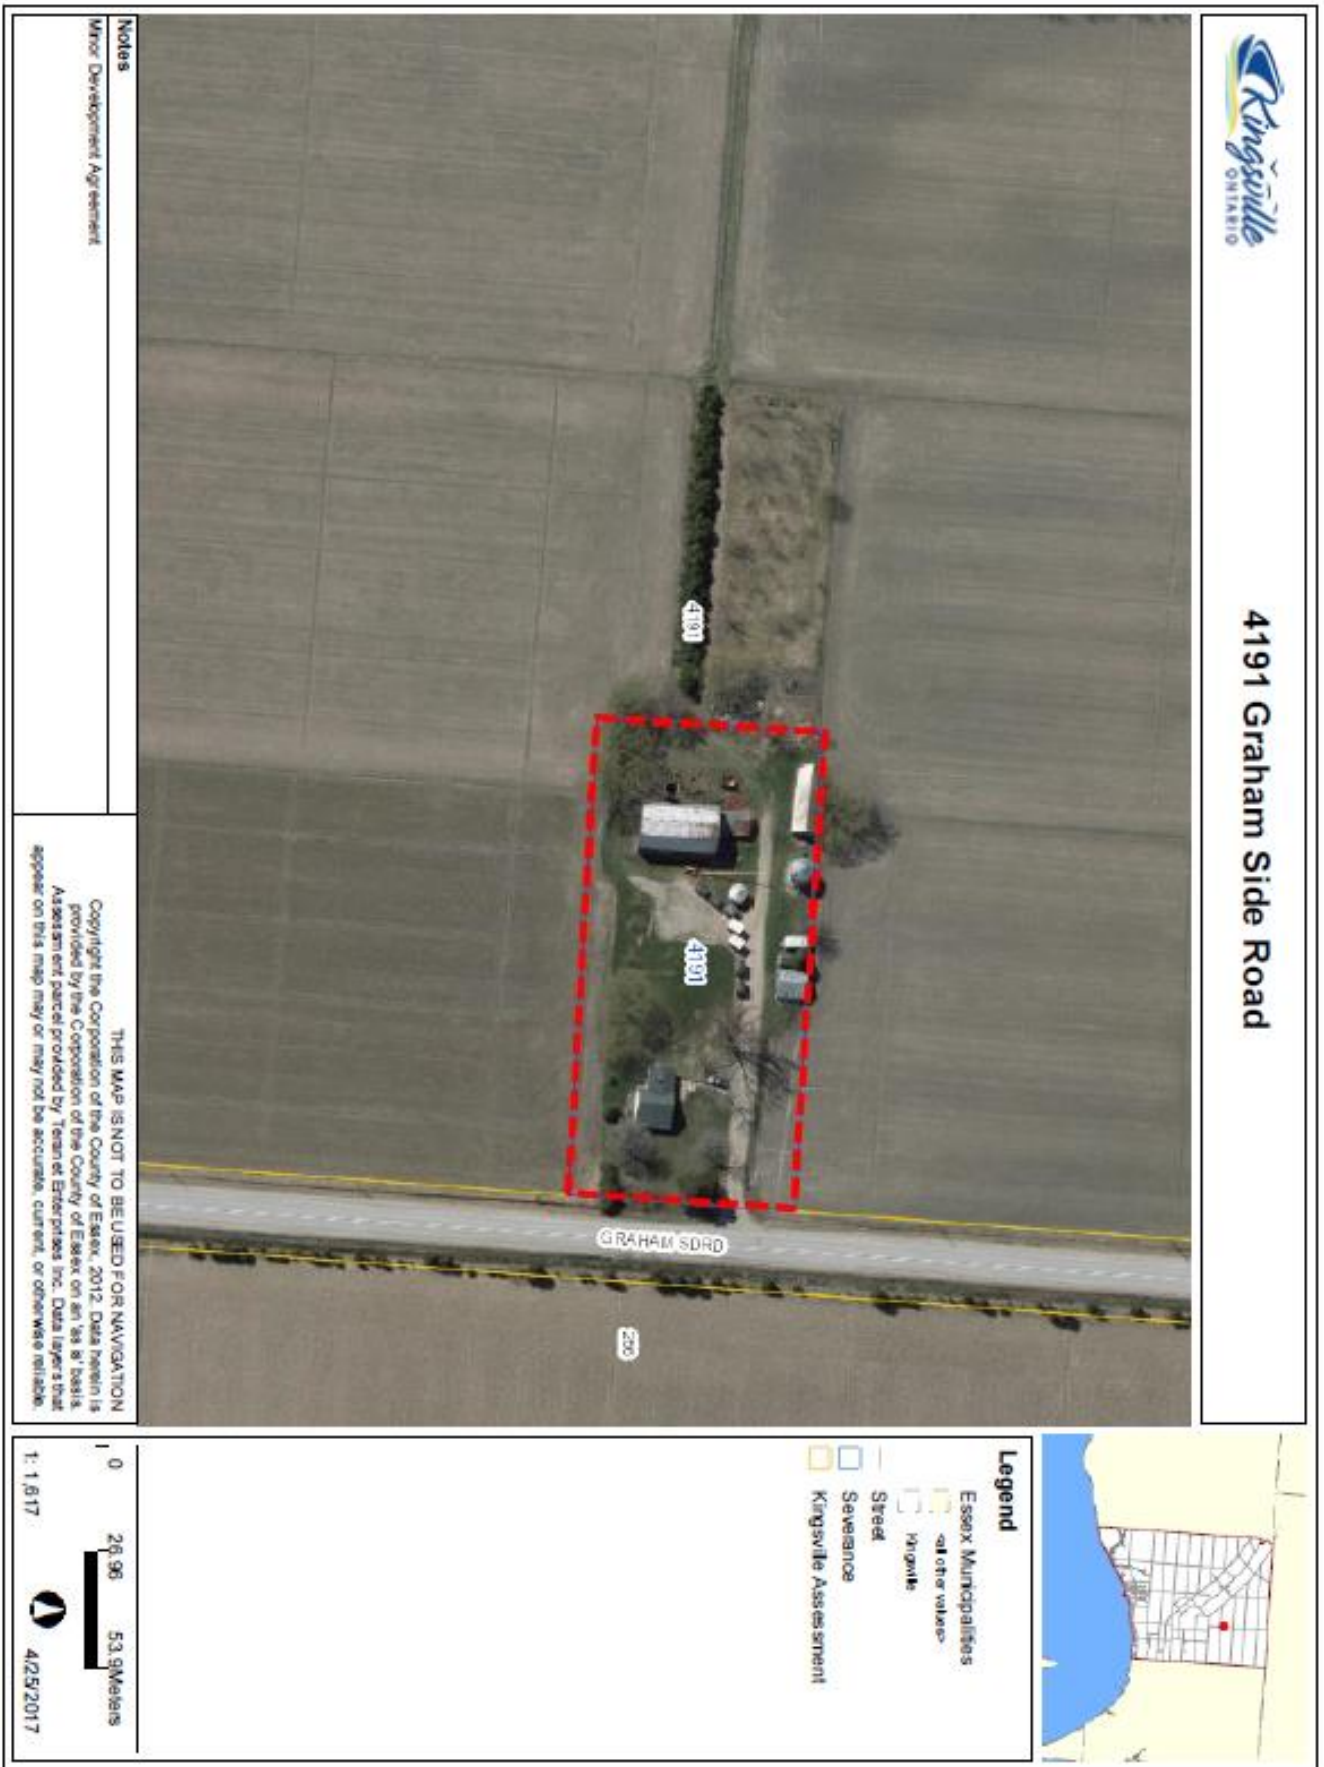 Kingsville
ONTARIO
4191 Graham Side Road
4191
4191
GRAHAM SDRD
256
Legend
Essex Municipalities
<all other values>
Kingsville
Street
Severance
Kingsville Assessment
Notes
Minor Development Agreement
THIS MAP IS NOT TO BE USED FOR NAVIGATION
Copyright the Corporation of the County of Essex, 2012. Data herein is
provided by the Corporation of the County of Essex on an 'as is' basis.
Assessment parcel provided by Teranet Enterprises Inc. Data layers that
appear on this map may or may not be accurate, current, or otherwise reliable.
0 26.96 53.9Meters
1: 1,617
4/25/2017